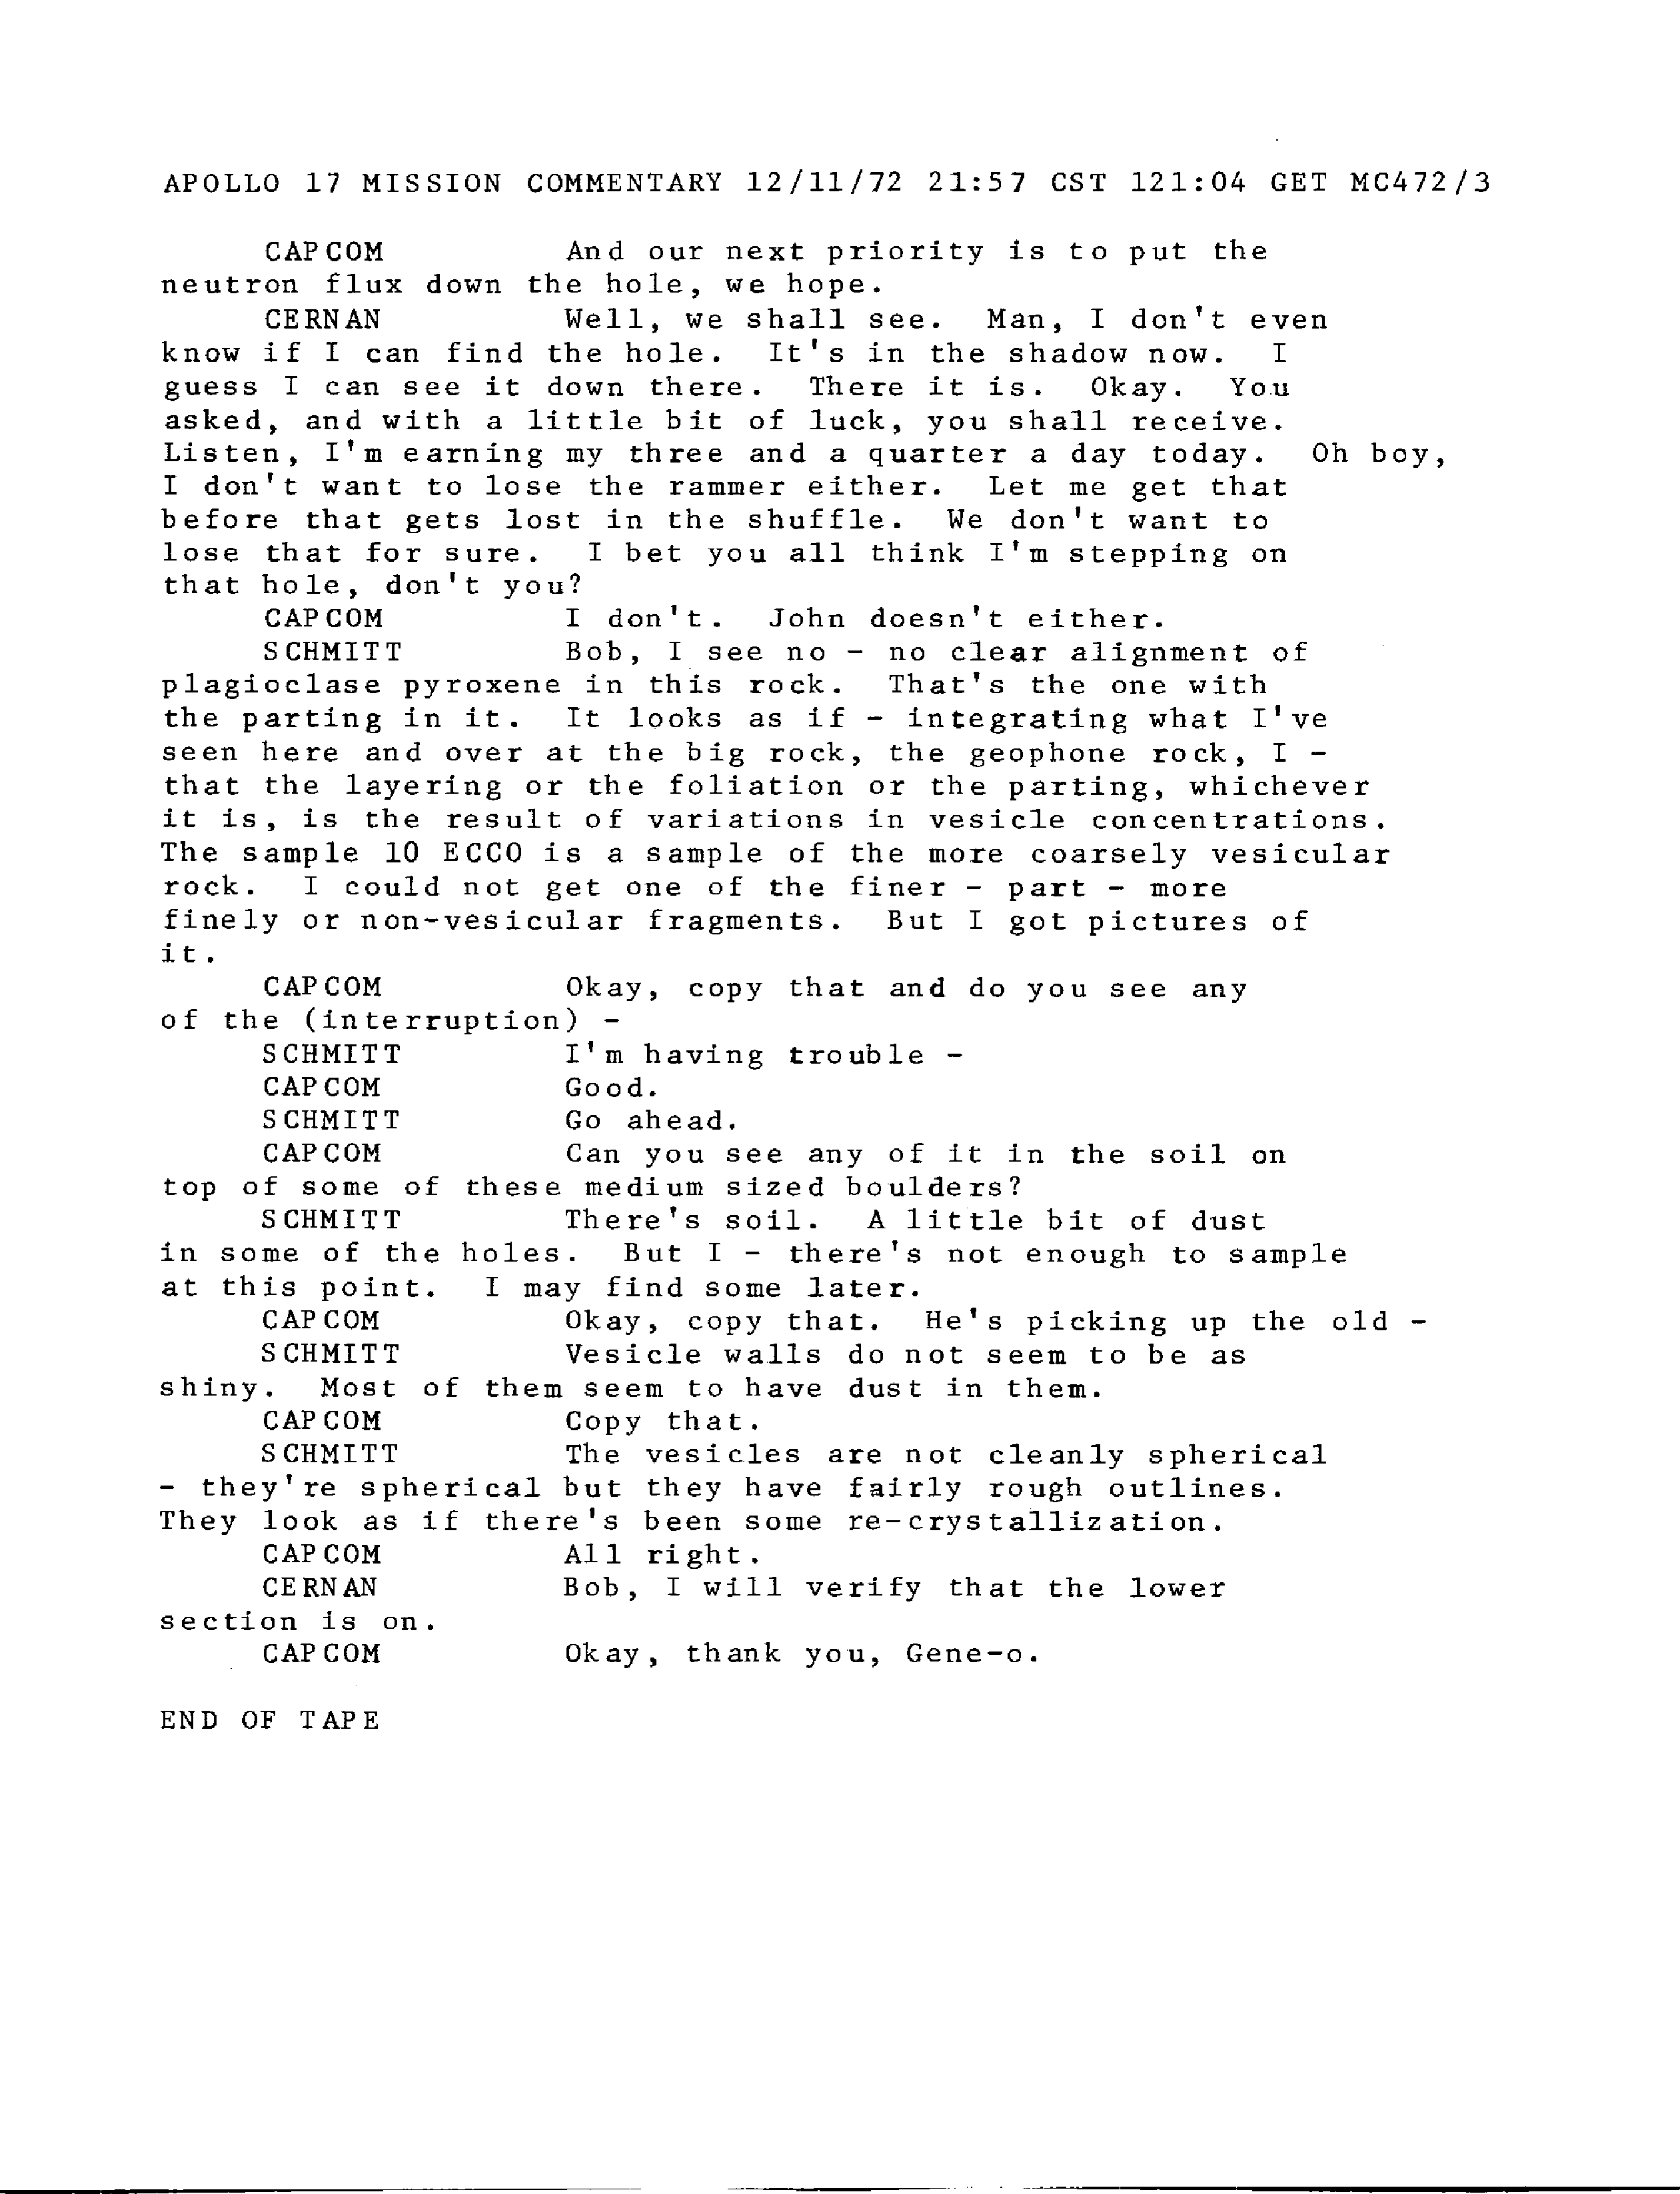 APOLLO 17 MISSION COMMENTARY 12/11/72 21:57 CST 121:04 GET MC472/3
CAPCOM And our next priority is to put the
neutron flux down the hole, we hope.
CERNAN Well, we shall see. Man, I don't even
know if I can find the hole. It's in the shadow now. I
guess I can see it down there. There it is. Okay. You
asked, and with a little bit of luck, you shall receive.
Listen, I'm earning my three and a quarter a day today. Oh boy,
I don't want to lose the rammer either. Let me get that
before that gets lost in the shuffle. We don't want to
lose that for sure. I bet you all think I'm stepping on
that hole, don't you?
CAPCOM I don't. John doesn't either.
SCHMITT Bob, I see no - no clear alignment of
plagioclase pyroxene in this rock. That's the one with
the parting in it. It looks as if - integrating what I've
seen here and over at the big rock, the geophone rock, I -
that the layering or the foliation or the parting, whichever
it is, is the result of variations in vesicle concentrations.
The sample 10 ECCO is a sample of the more coarsely vesicular
rock. I could not get one of the finer - part - more
finely or non-vesicular fragments. But I got pictures of
it.
CAPCOM Okay, copy that and do you see any
of the (interruption) -
SCHMITT I'm having trouble -
CAPCOM Good.
SCHMITT Go ahead.
CAPCOM Can you see any of it in the soil on
top of some of these medium sized boulders?
SCHMITT There's soil. A little bit of dust
in some of the holes. But I - there's not enough to sample
at this point. I may find some later.
CAPCOM Okay, copy that. He's picking up the old -
SCHMITT Vesicle walls do not seem to be as
shiny. Most of them seem to have dust in them.
CAPCOM Copy that.
SCHMITT The vesicles are not cleanly spherical
- they're spherical but they have fairly rough outlines.
They look as if there's been some re-crystallization.
CAPCOM All right.
CERNAN Bob, I will verify that the lower
section is on.
CAPCOM Okay, thank you, Gene-o.
END OF TAPE